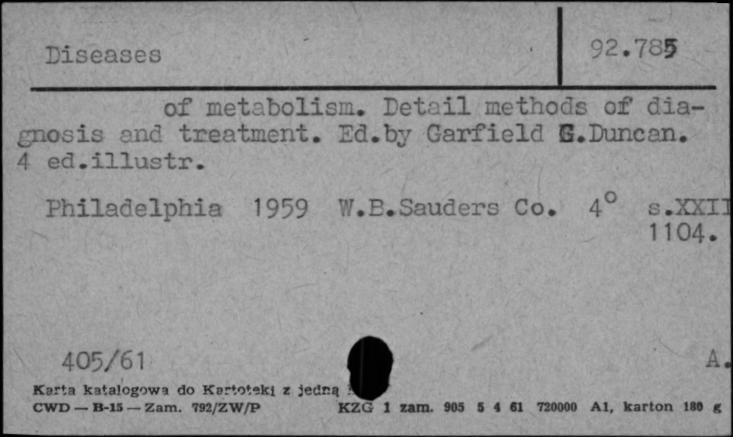 Diseases 92.785
of metabolism. Detail methods of dia-
gnosis and treatment. Ed.by Garfield G.Duncan.
4 ed.illustr.
Philadelphia 1959 W.B.Sauders Co. 4° s.XXII
1104.
405/61 A.
Karta katalogowa do Kartoteki z jedną
CWD — B-15 — Zam. 792/ZW/P KZG 1 zam. 905 5 4 61 720000 A1, karton 180 g